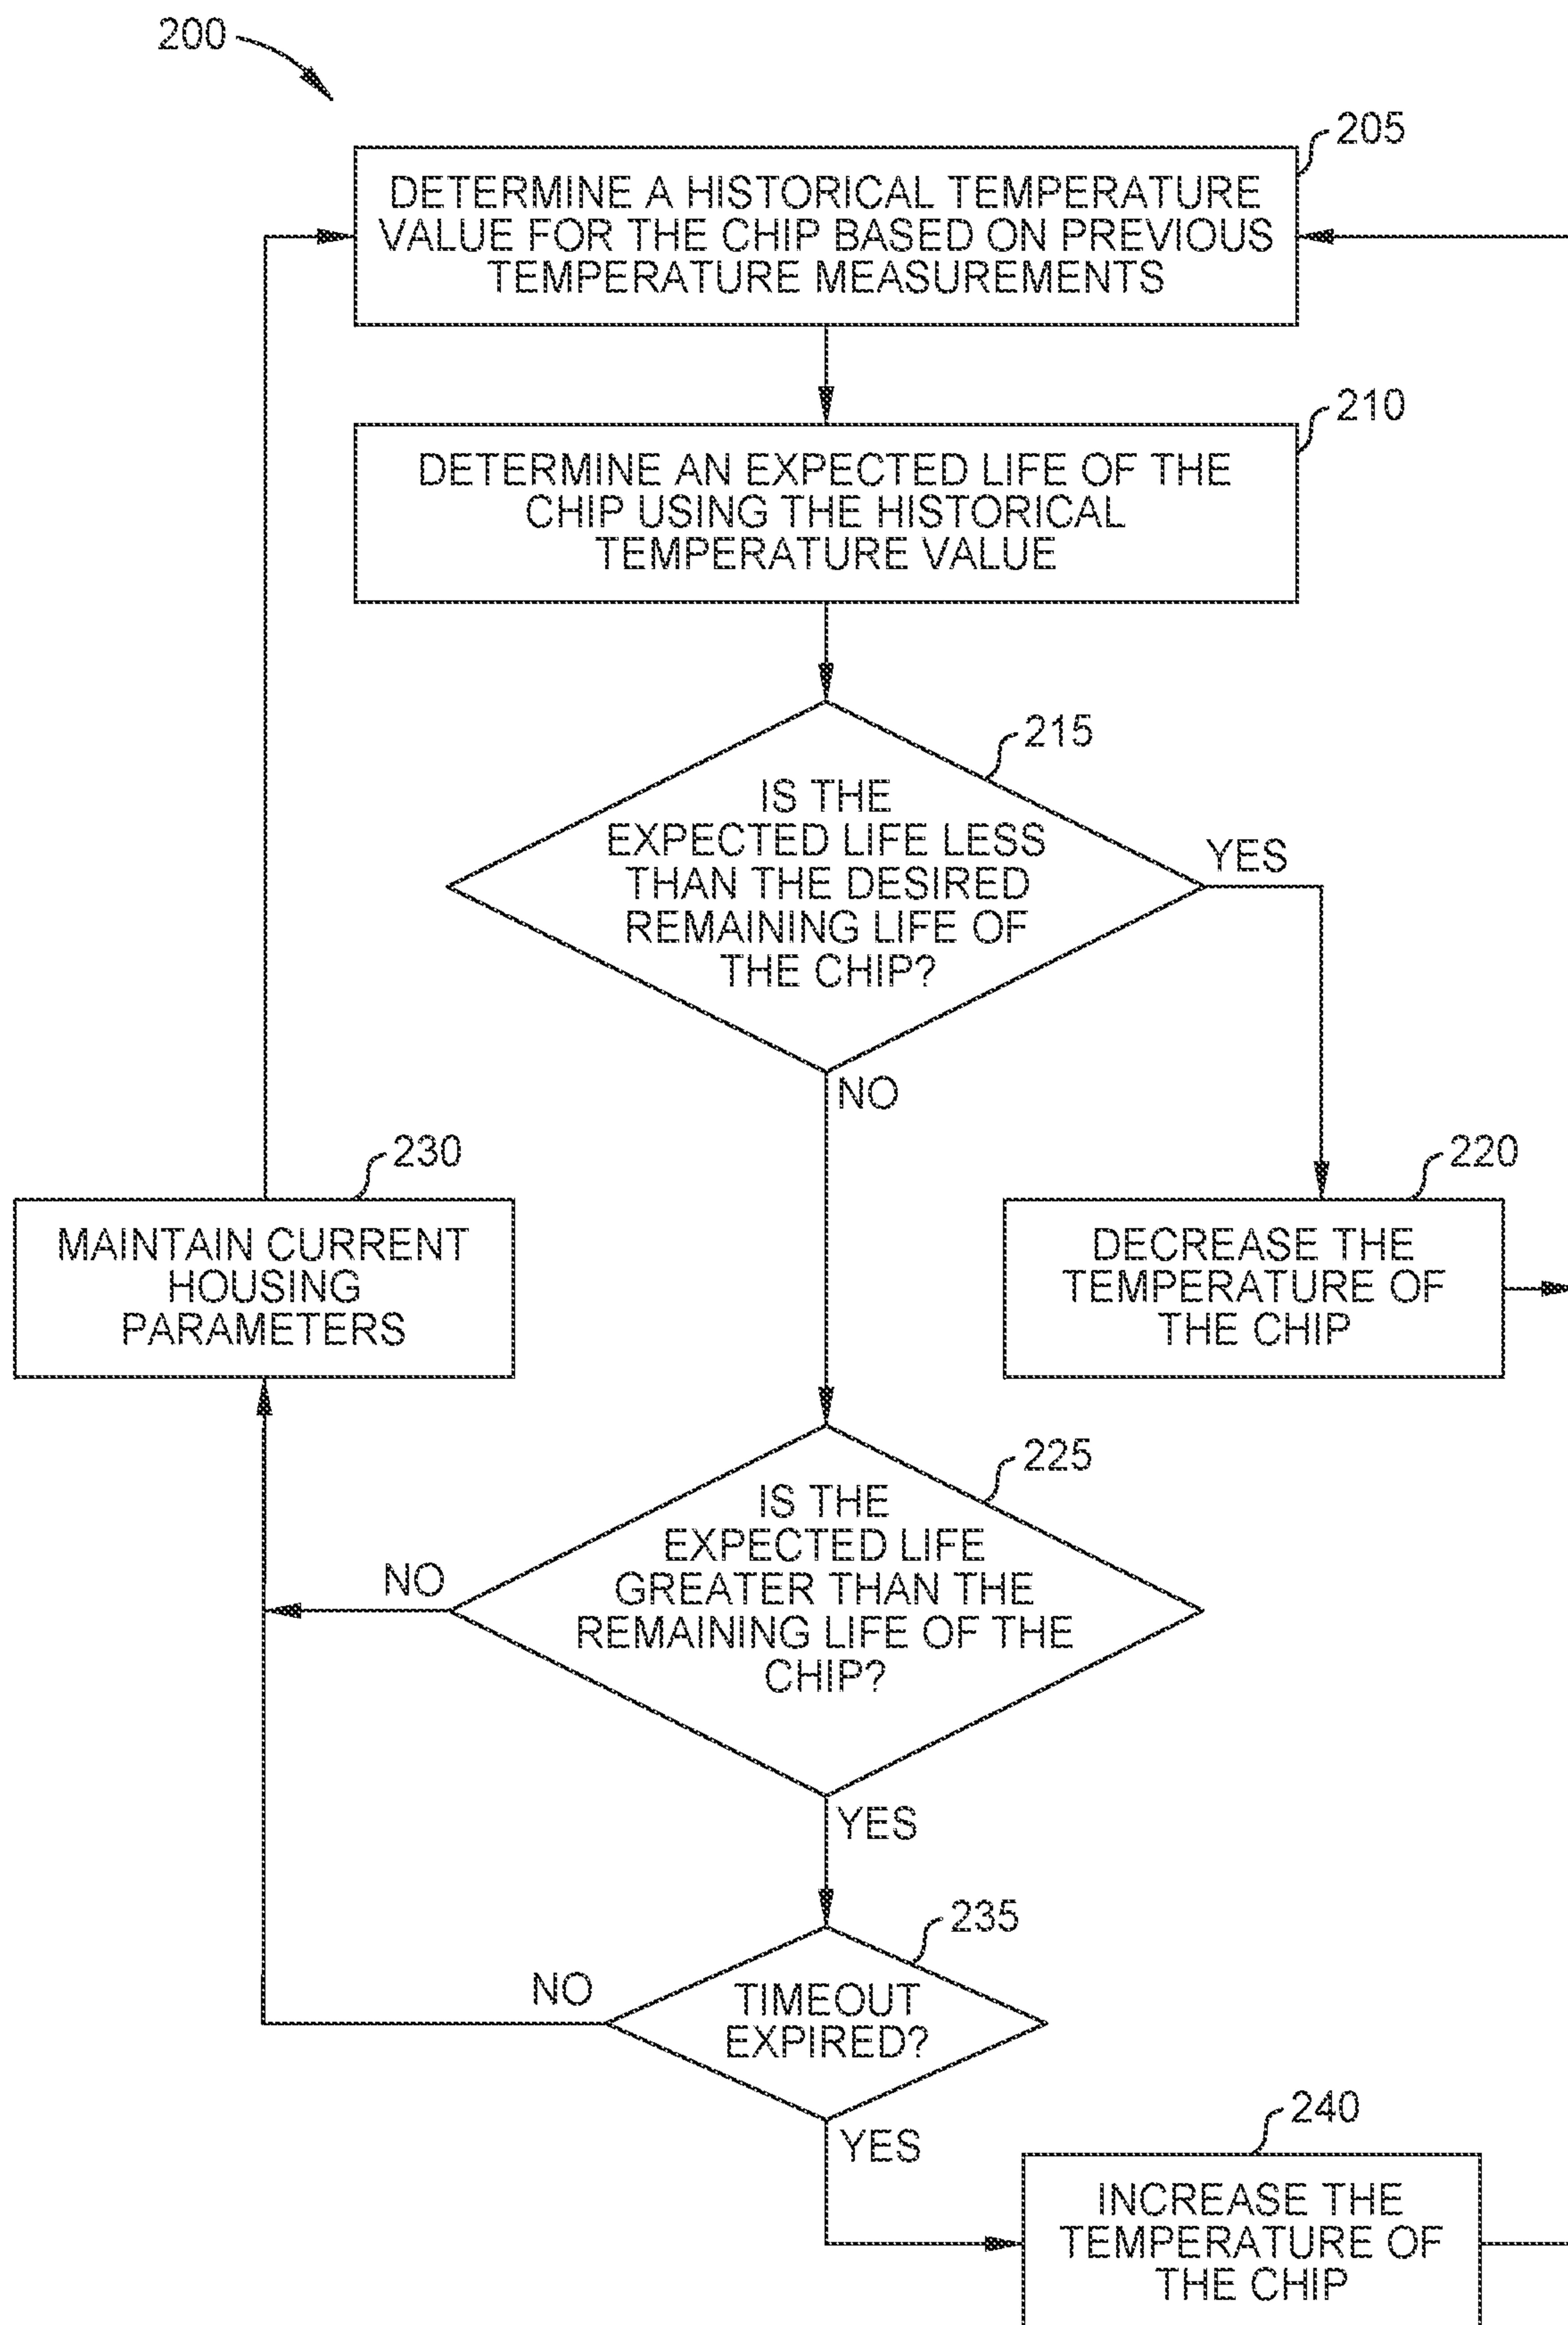 200
205
DETERMINE A HISTORICAL TEMPERATURE
VALUE FOR THE CHIP BASED ON PREVIOUS
TEMPERATURE MEASUREMENTS
210
DETERMINE AN EXPECTED LIFE OF THE
CHIP USING THE HISTORICAL
TEMPERATURE VALUE
215
IS THE
EXPECTED LIFE LESS
THAN THE DESIRED
REMAINING LIFE OF
THE CHIP?
YES
NO
230
MAINTAIN CURRENT
HOUSING
PARAMETERS
220
DECREASE THE
TEMPERATURE OF
THE CHIP
225
IS THE
EXPECTED LIFE
GREATER THAN THE
REMAINING LIFE OF THE
CHIP?
NO
YES
235
TIMEOUT
EXPIRED?
NO
YES
240
INCREASE THE
TEMPERATURE OF
THE CHIP